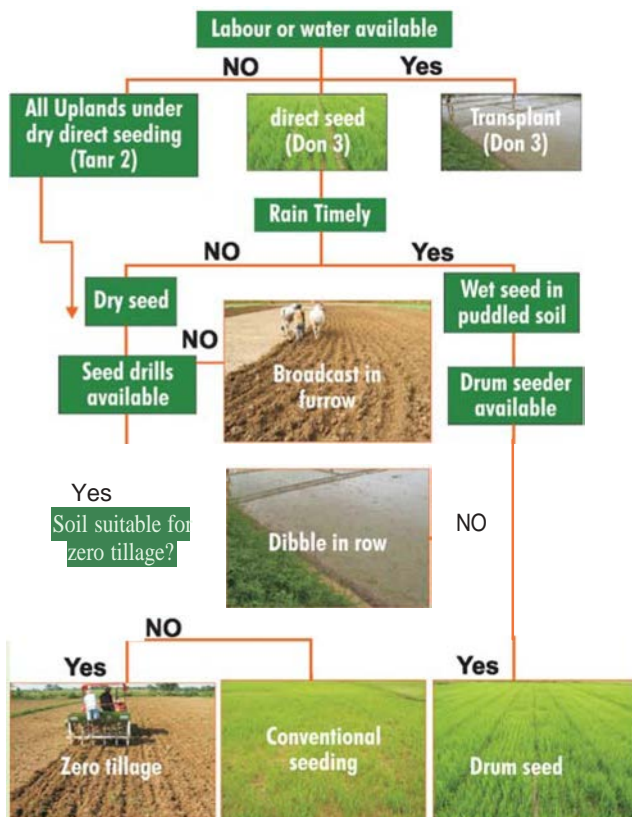 Labour or water available
NO
Yes
All Uplands under
dry direct seeding
(Tanr 2)
direct seed
(Don 3)
Transplant
(Don 3)
Rain Timely
NO
Yes
Dry seed
Wet seed in
puddled soil
NO
Seed drills
available
Broadcast in
furrow
Drum seeder
available
Yes
Soil suitable for
zero tillage?
Dibble in row
NO
NO
Yes
Yes
Zero tillage
Conventional
seeding
Drum seed